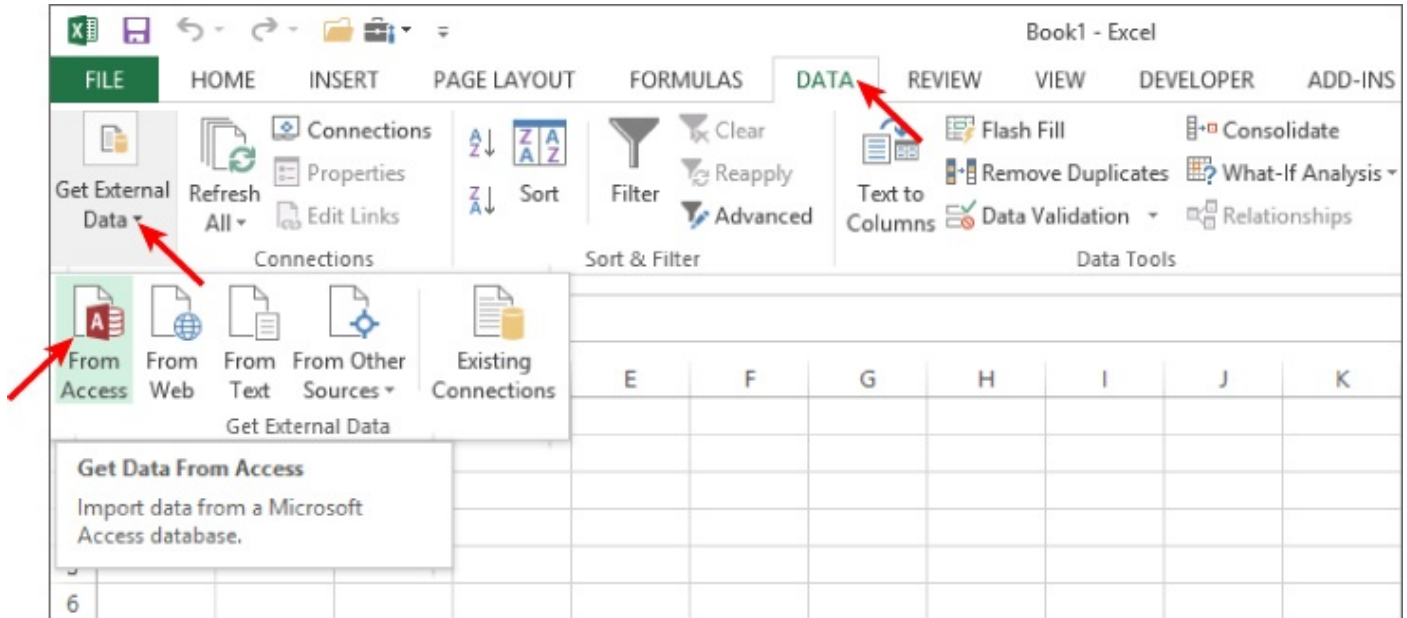 Book1 - Excel
FILE HOME INSERT PAGE LAYOUT FORMULAS DATA REVIEW VIEW DEVELOPER ADD-INS
Get External
Data
Refresh
All
Connections
Properties
Edit Links
Connections
Sort
Filter
Clear
Reapply
Advanced
Sort & Filter
Text to
Columns
Flash Fill
Remove Duplicates
Data Validation
Consolidate
What-If Analysis
Relationships
Data Tools
From
Access
From
Web
From
Text
From Other
Sources
Existing
Connections
Get External Data
E F G H I J K
Get Data From Access
Import data from a Microsoft
Access database.
6